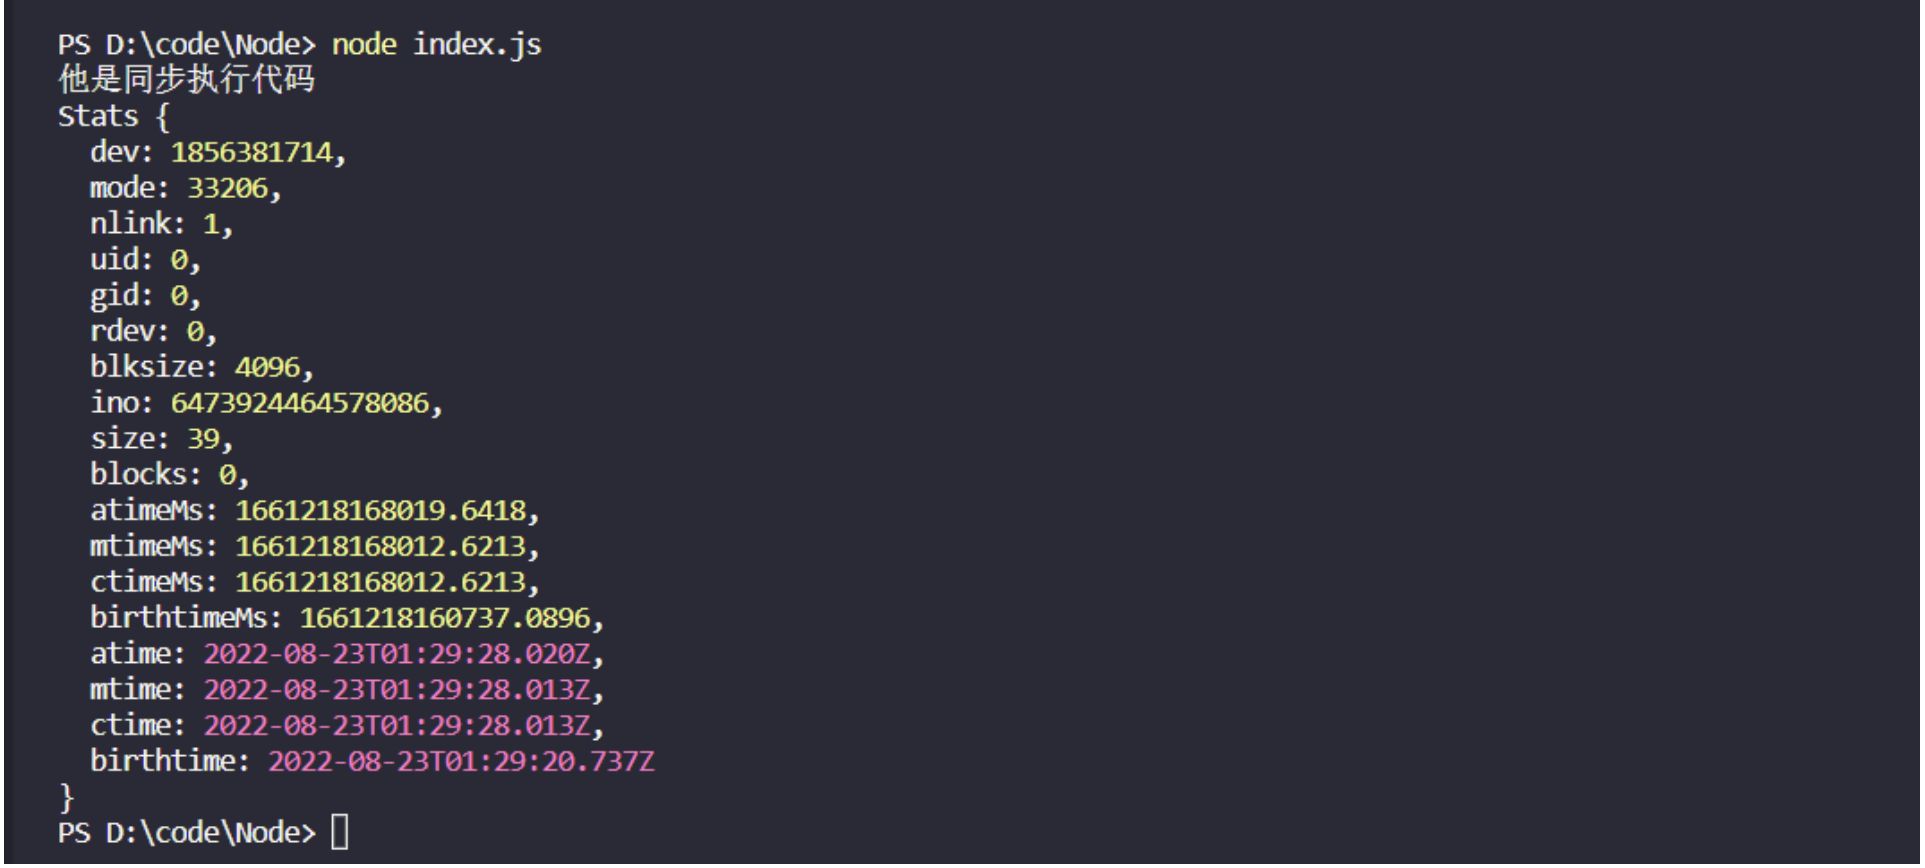 PS D:\code\Node> node index.js
他是同步执行代码
Stats {
  dev: 1856381714,
  mode: 33206,
  nlink: 1,
  uid: 0,
  gid: 0,
  rdev: 0,
  blksize: 4096,
  ino: 6473924464578086,
  size: 39,
  blocks: 0,
  atimeMs: 1661218168019.6418,
  mtimeMs: 1661218168012.6213,
  ctimeMs: 1661218168012.6213,
  birthtimeMs: 1661218160737.0896,
  atime: 2022-08-23T01:29:28.020Z,
  mtime: 2022-08-23T01:29:28.013Z,
  ctime: 2022-08-23T01:29:28.013Z,
  birthtime: 2022-08-23T01:29:20.737Z
}
PS D:\code\Node>